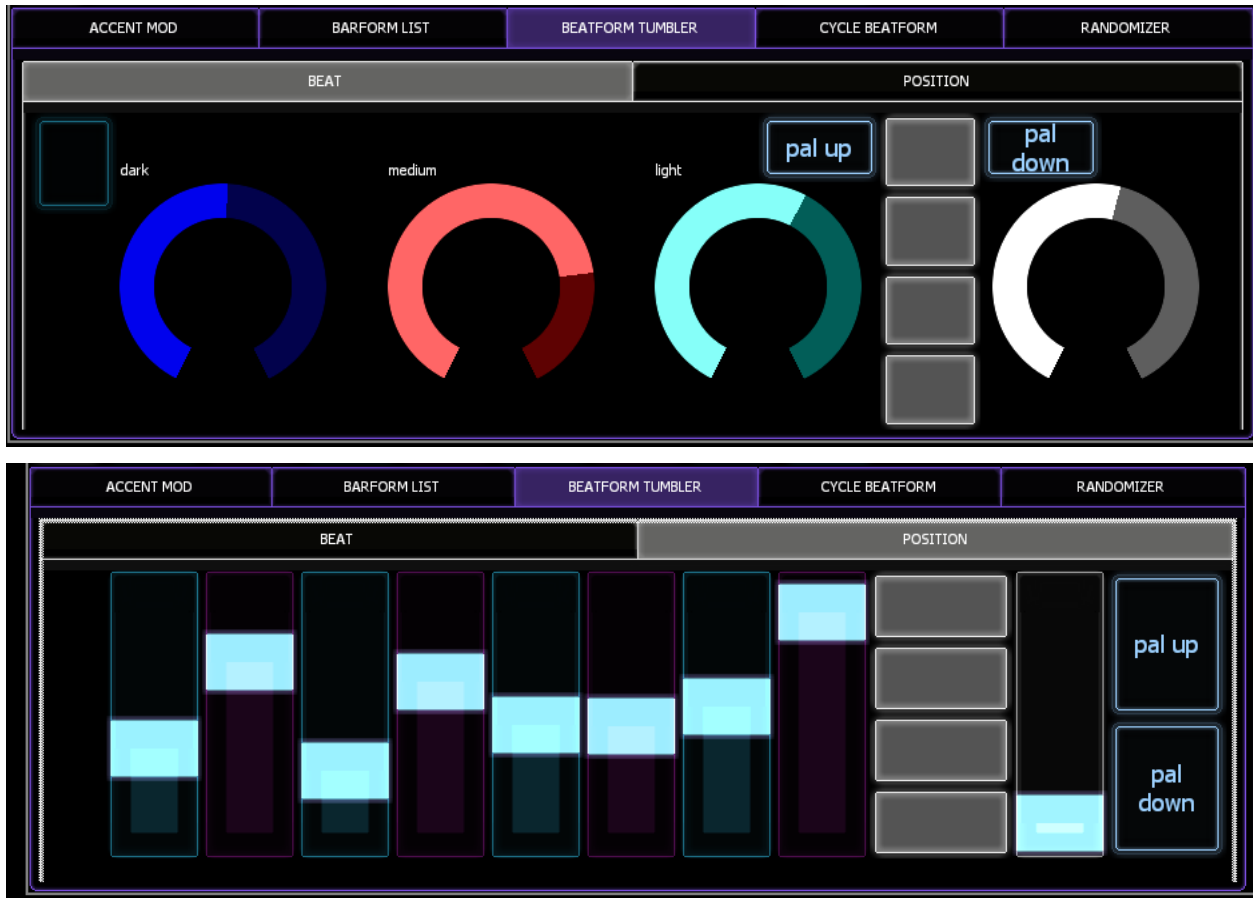 ACCENT MOD
BARFORM LIST
BEATFORM TUMBLER
CYCLE BEATFORM
RANDOMIZER
BEAT
POSITION
dark
medium
light
pal up
pal
down
ACCENT MOD
BARFORM LIST
BEATFORM TUMBLER
CYCLE BEATFORM
RANDOMIZER
BEAT
POSITION
pal up
pal
down